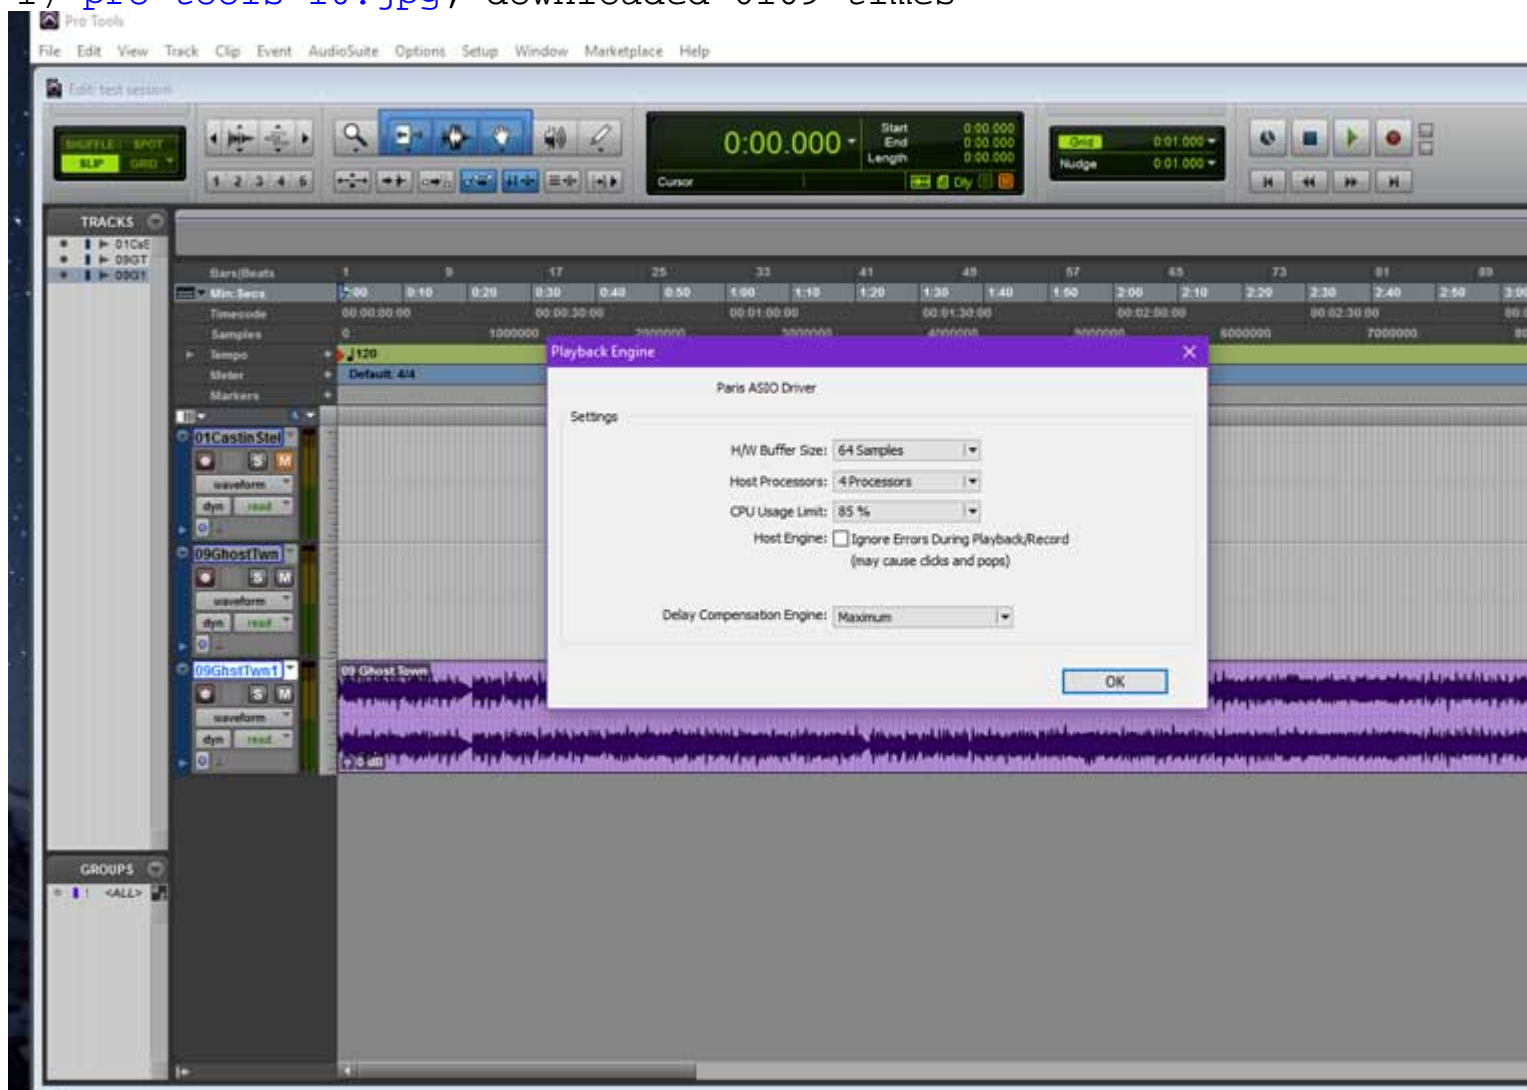 Pro Tools
File Edit View Track Clip Event AudioSuite Options Setup Window Marketplace Help
Edit: test session
SHUFFLE SPOT
SLIP GRID
1 2 3 4 5
0:00.000
Start 0:00.000
End 0:00.000
Length 0:00.000
Cursor
Dly
Grid 0:01.000
Nudge 0:01.000
TRACKS
01CsS
09GT
09GT
Bars|Beats 1 9 17 25 33 41 49 57 65 73 81 89
Min:Secs 0:00 0:10 0:20 0:30 0:40 0:50 1:00 1:10 1:20 1:30 1:40 1:50 2:00 2:10 2:20 2:30 2:40 2:50 3:00
Timecode 00:00:00:00 00:00:30:00 00:01:00:00 00:01:30:00 00:02:00:00 00:02:30:00
Samples 0 1000000 2000000 3000000 4000000 5000000 6000000 7000000
Tempo 120
Meter Default: 4/4
Markers
Playback Engine
Paris ASIO Driver
Settings
H/W Buffer Size: 64 Samples
Host Processors: 4 Processors
CPU Usage Limit: 85 %
Host Engine: Ignore Errors During Playback/Record
(may cause clicks and pops)
Delay Compensation Engine: Maximum
OK
01CastinStel
S M
waveform
dyn read
09GhostTwn
S M
waveform
dyn read
09GhstTwn1
S M
waveform
dyn read
09 Ghost Town
0 dB
GROUPS
! <ALL>